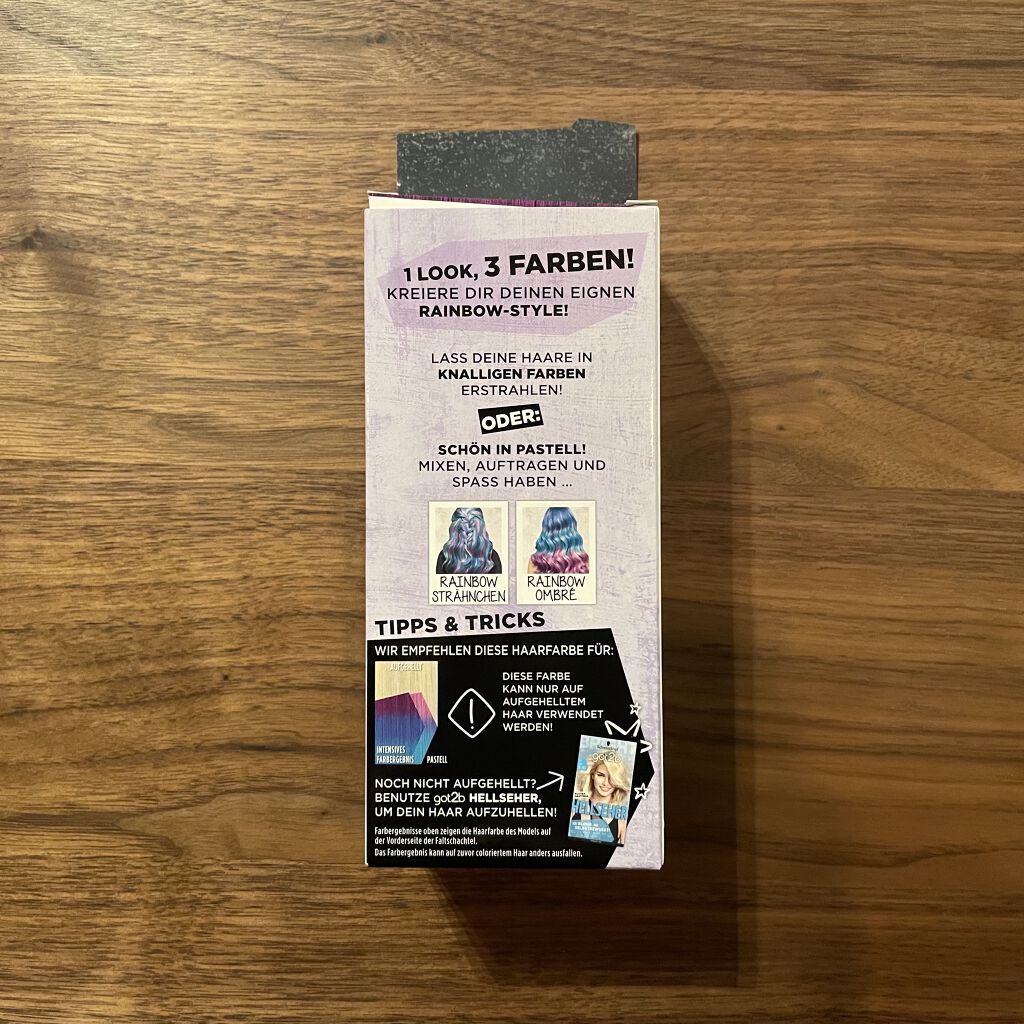 1 LOOK, 3 FARBEN!
KREIERE DIR DEINEN EIGNEN
RAINBOW-STYLE!
LASS DEINE HAARE IN
KNALLIGEN FARBEN
ERSTRAHLEN!
ODER:
SCHÖN IN PASTELL!
MIXEN, AUFTRAGEN UND
SPASS HABEN ...
RAINBOW
STRÄHNCHEN
RAINBOW
OMBRÉ
TIPPS & TRICKS
WIR EMPFEHLEN DIESE HAARFARBE FÜR:
AUFGEHELLT
INTENSIVES
FARBERGEBNIS
PASTELL
!
DIESE FARBE
KANN NUR AUF
AUFGEHELLTEM
HAAR VERWENDET
WERDEN!
NOCH NICHT AUFGEHELLT?
BENUTZE got2b HELLSEHER,
UM DEIN HAAR AUFZUHELLEN!
Schwarzkopf
got2b
HELLSEHER
Farbergebnisse oben zeigen die Haarfarbe des Models auf
der Vorderseite der Faltschachtel.
Das Farbergebnis kann auf zuvor coloriertem Haar anders ausfallen.